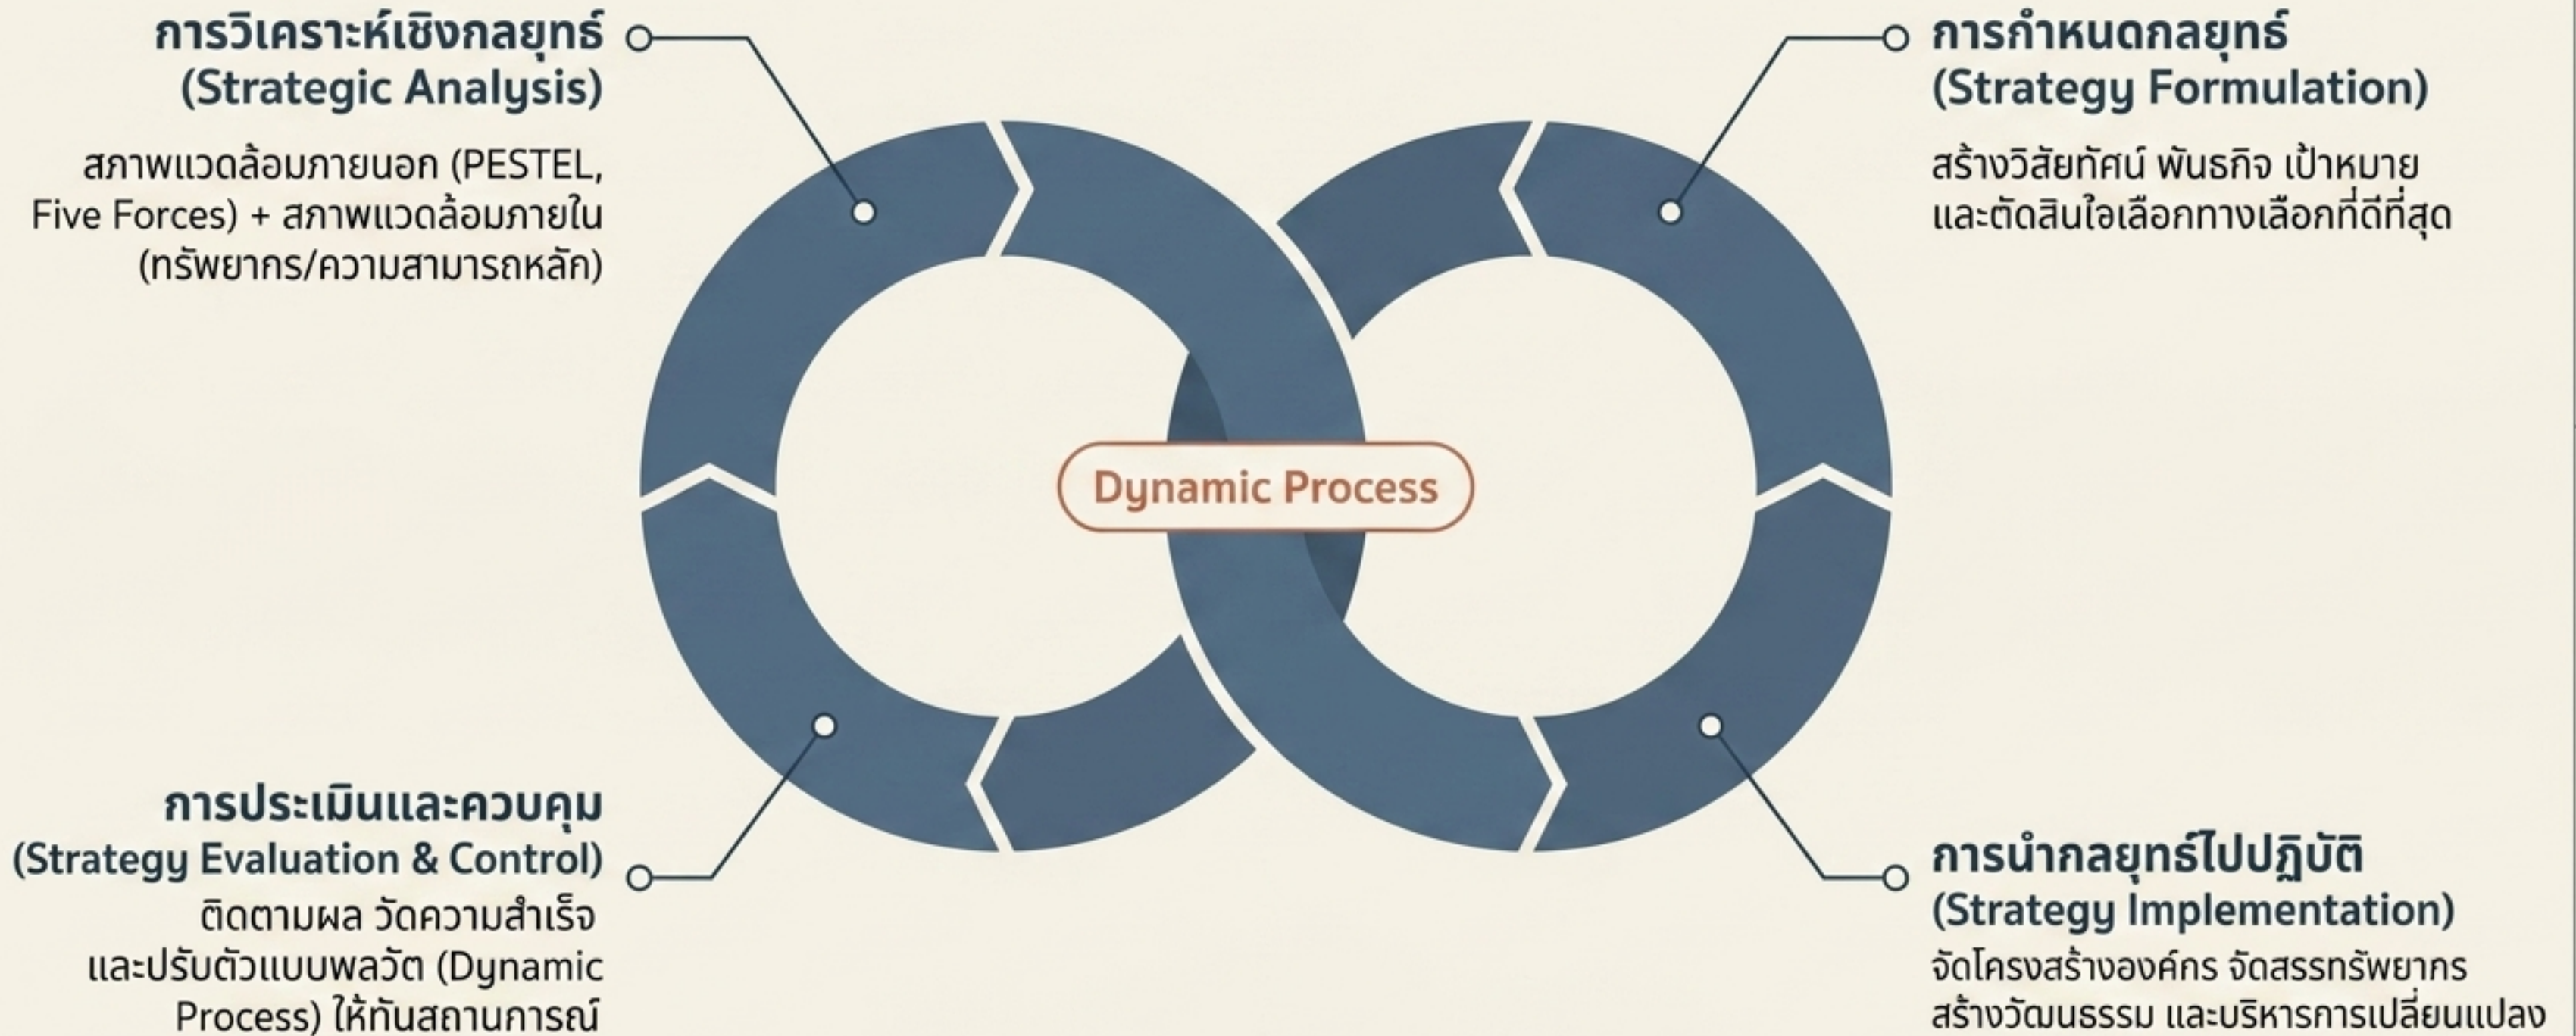 การวิเคราะห์เชิงกลยุทธ์
(Strategic Analysis)
สภาพแวดล้อมภายนอก (PESTEL,
Five Forces) + สภาพแวดล้อมภายใน
(ทรัพยากร/ความสามารถหลัก)
การกำหนดกลยุทธ์
(Strategy Formulation)
สร้างวิสัยทัศน์ พันธกิจ เป้าหมาย
และตัดสินใจเลือกทางเลือกที่ดีที่สุด
Dynamic Process
การประเมินและควบคุม
(Strategy Evaluation & Control)
ติดตามผล วัดความสำเร็จ
และปรับตัวแบบพลวัต (Dynamic
Process) ให้ทันสถานการณ์
การนำกลยุทธ์ไปปฏิบัติ
(Strategy Implementation)
จัดโครงสร้างองค์กร จัดสรรทรัพยากร
สร้างวัฒนธรรม และบริหารการเปลี่ยนแปลง